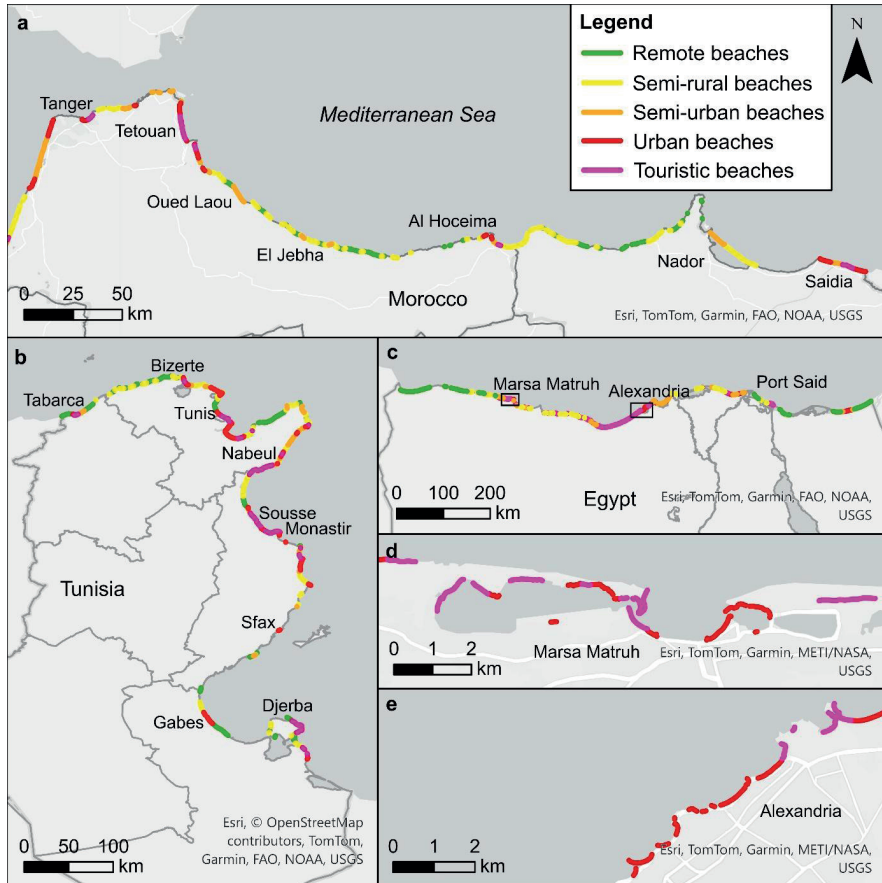 a
Legend
Remote beaches
Semi-rural beaches
Semi-urban beaches
Urban beaches
Touristic beaches
N
Tanger
Mediterranean Sea
Tetouan
Oued Laou
Al Hoceima
El Jebha
Nador
Saidia
Morocco
0 25 50
km
Esri, TomTom, Garmin, FAO, NOAA, USGS
b
Bizerte
Tabarca
Tunis
Nabeul
Sousse
Monastir
Tunisia
Sfax
Gabes
Djerba
Esri, © OpenStreetMap
contributors, TomTom,
Garmin, FAO, NOAA, USGS
0 50 100
km
c
Marsa Matruh
Alexandria
Port Said
0 100 200
km
Egypt
Esri, TomTom, Garmin, FAO, NOAA,
USGS
d
Marsa Matruh
0 1 2
km
Esri, TomTom, Garmin, METI/NASA,
USGS
e
Alexandria
0 1 2
km
Esri, TomTom, Garmin, METI/NASA,
USGS